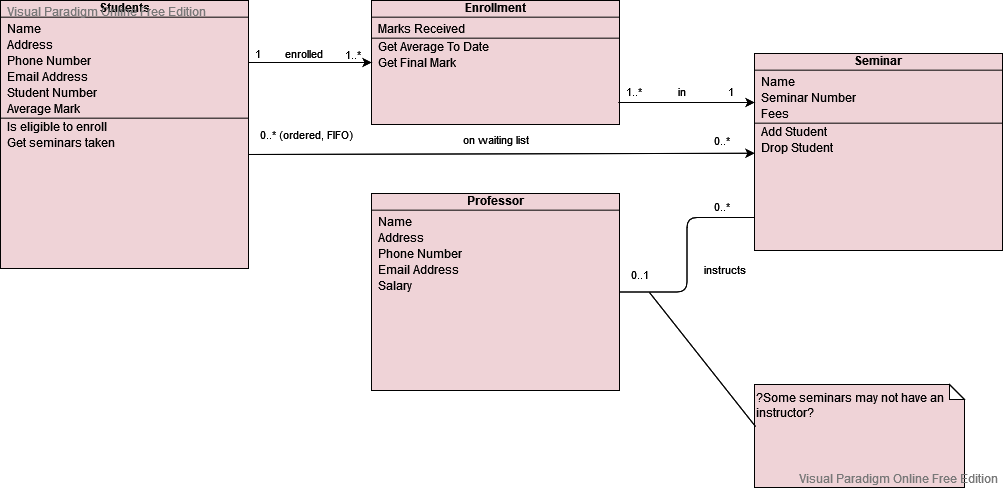 Visual Paradigm Online Free Edition
Students
Name
Address
Phone Number
Email Address
Student Number
Average Mark
Is eligible to enroll
Get seminars taken
1 enrolled 1..*
Enrollment
Marks Received
Get Average To Date
Get Final Mark
1..* in 1
Seminar
Name
Seminar Number
Fees
Add Student
Drop Student
0..* (ordered, FIFO) on waiting list 0..*
Professor
Name
Address
Phone Number
Email Address
Salary
0..*
instructs
0..1
?Some seminars may not have an
instructor?
Visual Paradigm Online Free Edition